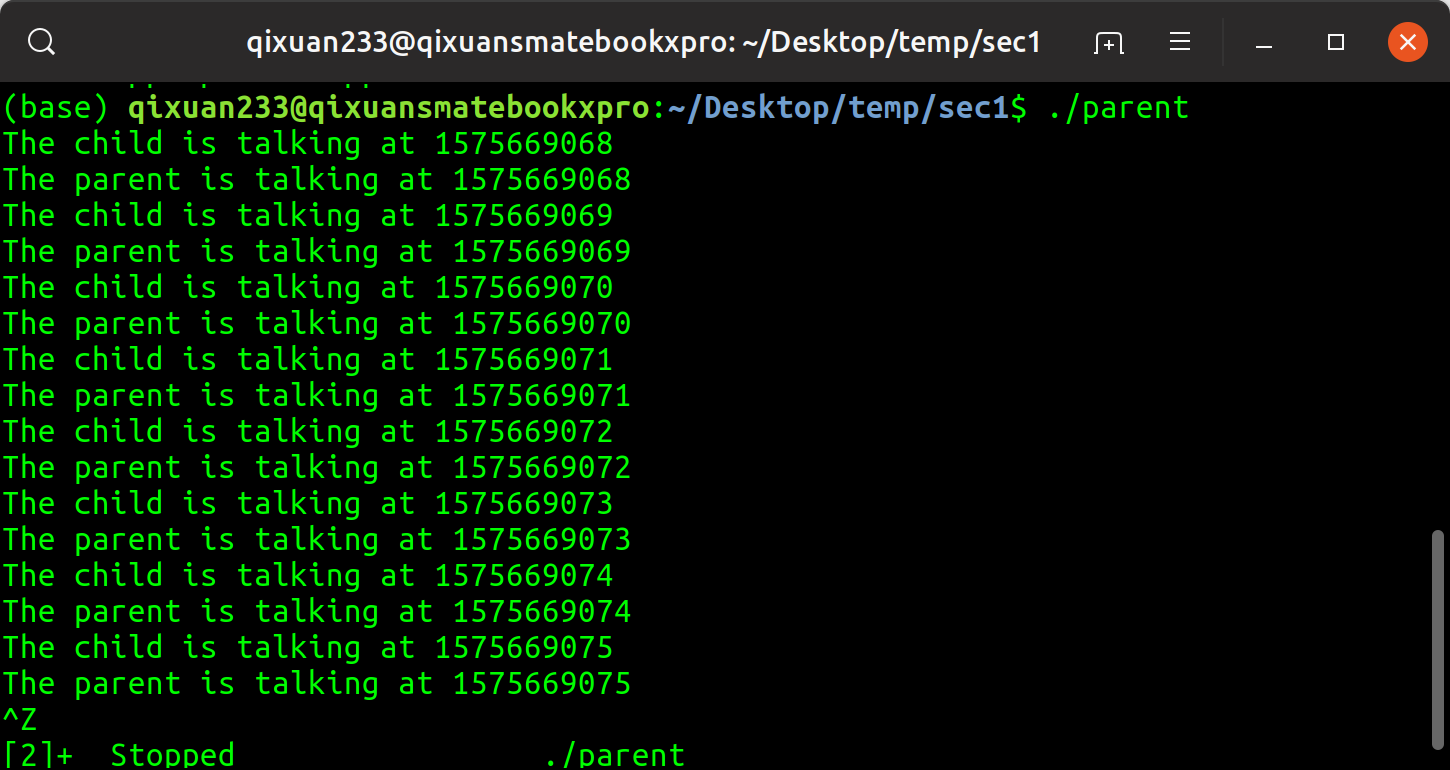 qixuan233@qixuansmatebookxpro: ~/Desktop/temp/sec1
(base) qixuan233@qixuansmatebookxpro:~/Desktop/temp/sec1$ ./parent
The child is talking at 1575669068
The parent is talking at 1575669068
The child is talking at 1575669069
The parent is talking at 1575669069
The child is talking at 1575669070
The parent is talking at 1575669070
The child is talking at 1575669071
The parent is talking at 1575669071
The child is talking at 1575669072
The parent is talking at 1575669072
The child is talking at 1575669073
The parent is talking at 1575669073
The child is talking at 1575669074
The parent is talking at 1575669074
The child is talking at 1575669075
The parent is talking at 1575669075
^Z
[2]+  Stopped                 ./parent